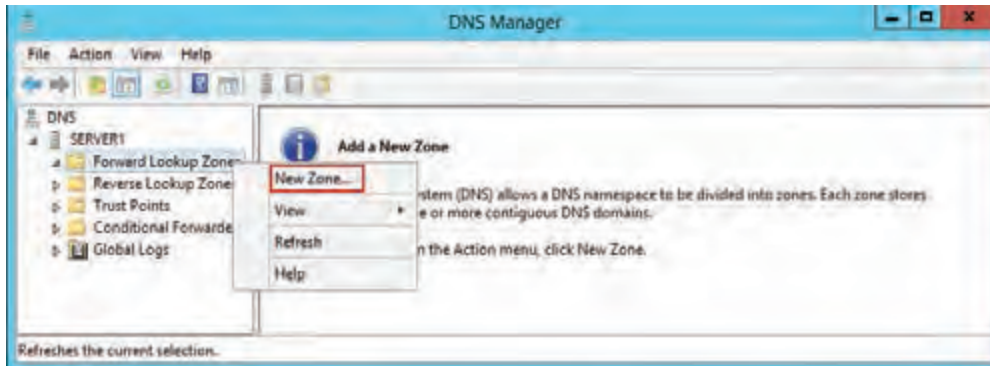 DNS Manager
File Action View Help
DNS
SERVER1
Forward Lookup Zones
Reverse Lookup Zone
Trust Points
Conditional Forwarde
Global Logs
New Zone...
View
Refresh
Help
Add a New Zone
stem (DNS) allows a DNS namespace to be divided into zones. Each zone stores
e or more contiguous DNS domains.
n the Action menu, click New Zone.
Refreshes the current selection.